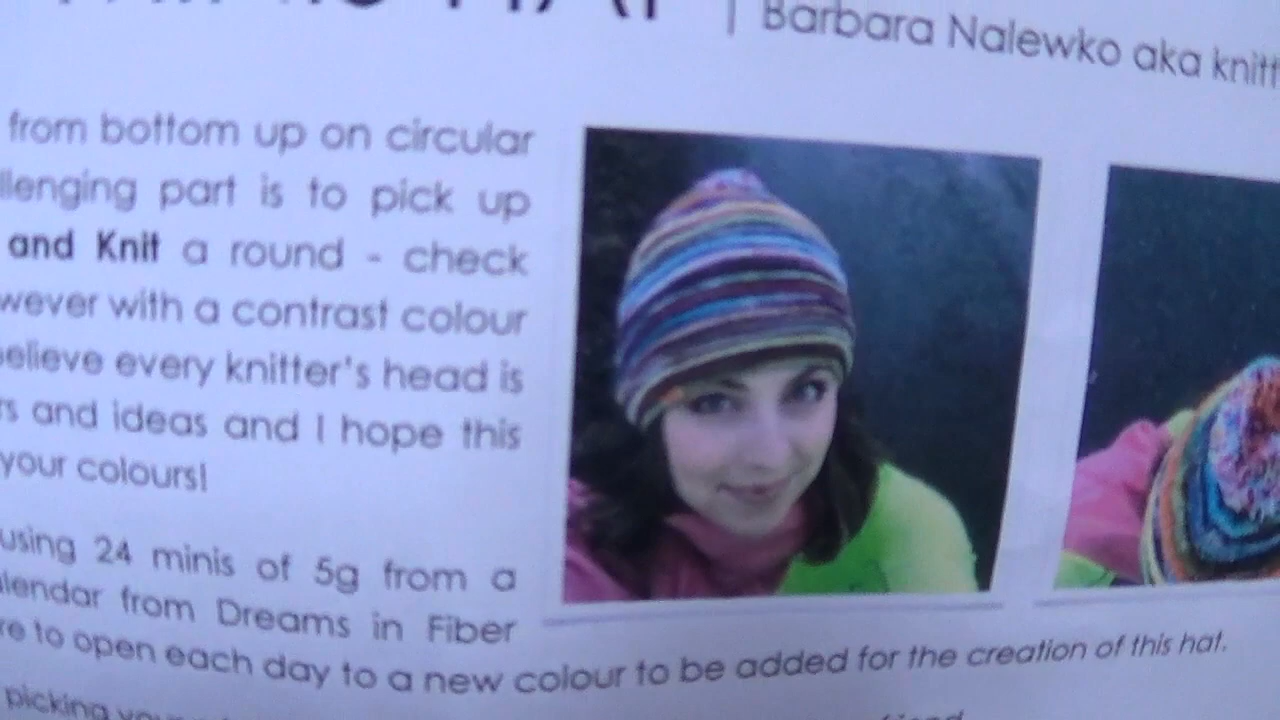 | Barbara Nalewko aka knitt
from bottom up on circular
llenging part is to pick up
and Knit a round - check
wever with a contrast colour
elieve every knitter's head is
rs and ideas and I hope this
your colours!
using 24 minis of 5g from a
lendar from Dreams in Fiber
re to open each day to a new colour to be added for the creation of this hat.
picking